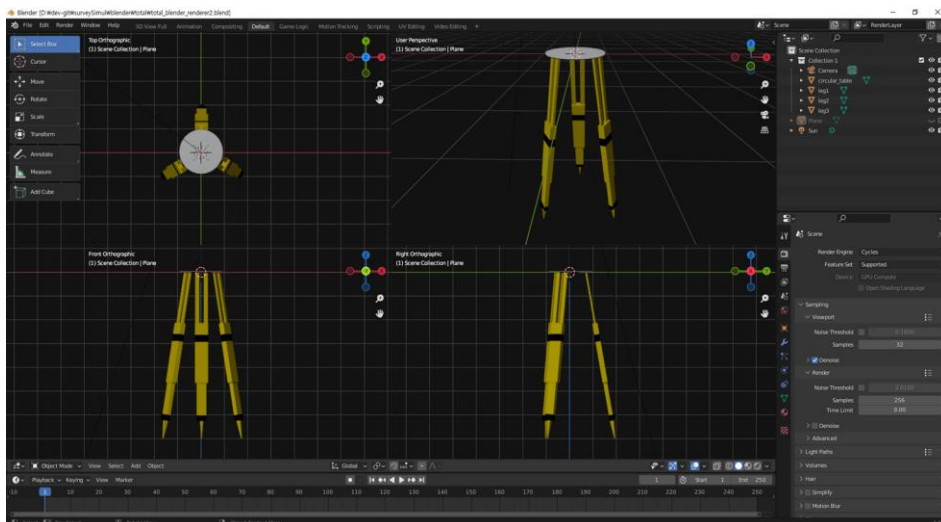 Blender [D:\dev-git\surveySimul\blender\total\total_blender_renderer2.blend]
File Edit Render Window Help 3D View Full Animation Compositing Default Game Logic Motion Tracking Scripting UV Editing Video Editing + Scene RenderLayer
Select Box
Cursor
Move
Rotate
Scale
Transform
Annotate
Measure
Add Cube
Top Orthographic
(1) Scene Collection | Plane
User Perspective
(1) Scene Collection | Plane
Front Orthographic
(1) Scene Collection | Plane
Right Orthographic
(1) Scene Collection | Plane
Scene Collection
Collection 1
Camera
circular_table
leg1
leg2
leg3
Plane
Sun
Scene
Render Engine Cycles
Feature Set Supported
Device GPU Compute
Open Shading Language
Sampling
Viewport
Noise Threshold
Samples 32
Denoise
Render
Noise Threshold
Samples 256
Time Limit 0.00
Denoise
Advanced
Light Paths
Volumes
Hair
Simplify
Motion Blur
Object Mode View Select Add Object Global
Playback Keying View Marker 1 Start 1 End 250
-10 1 10 20 30 40 50 60 70 80 90 100 110 120 130 140 150 160 170 180 190 200 210 220 230 240 250